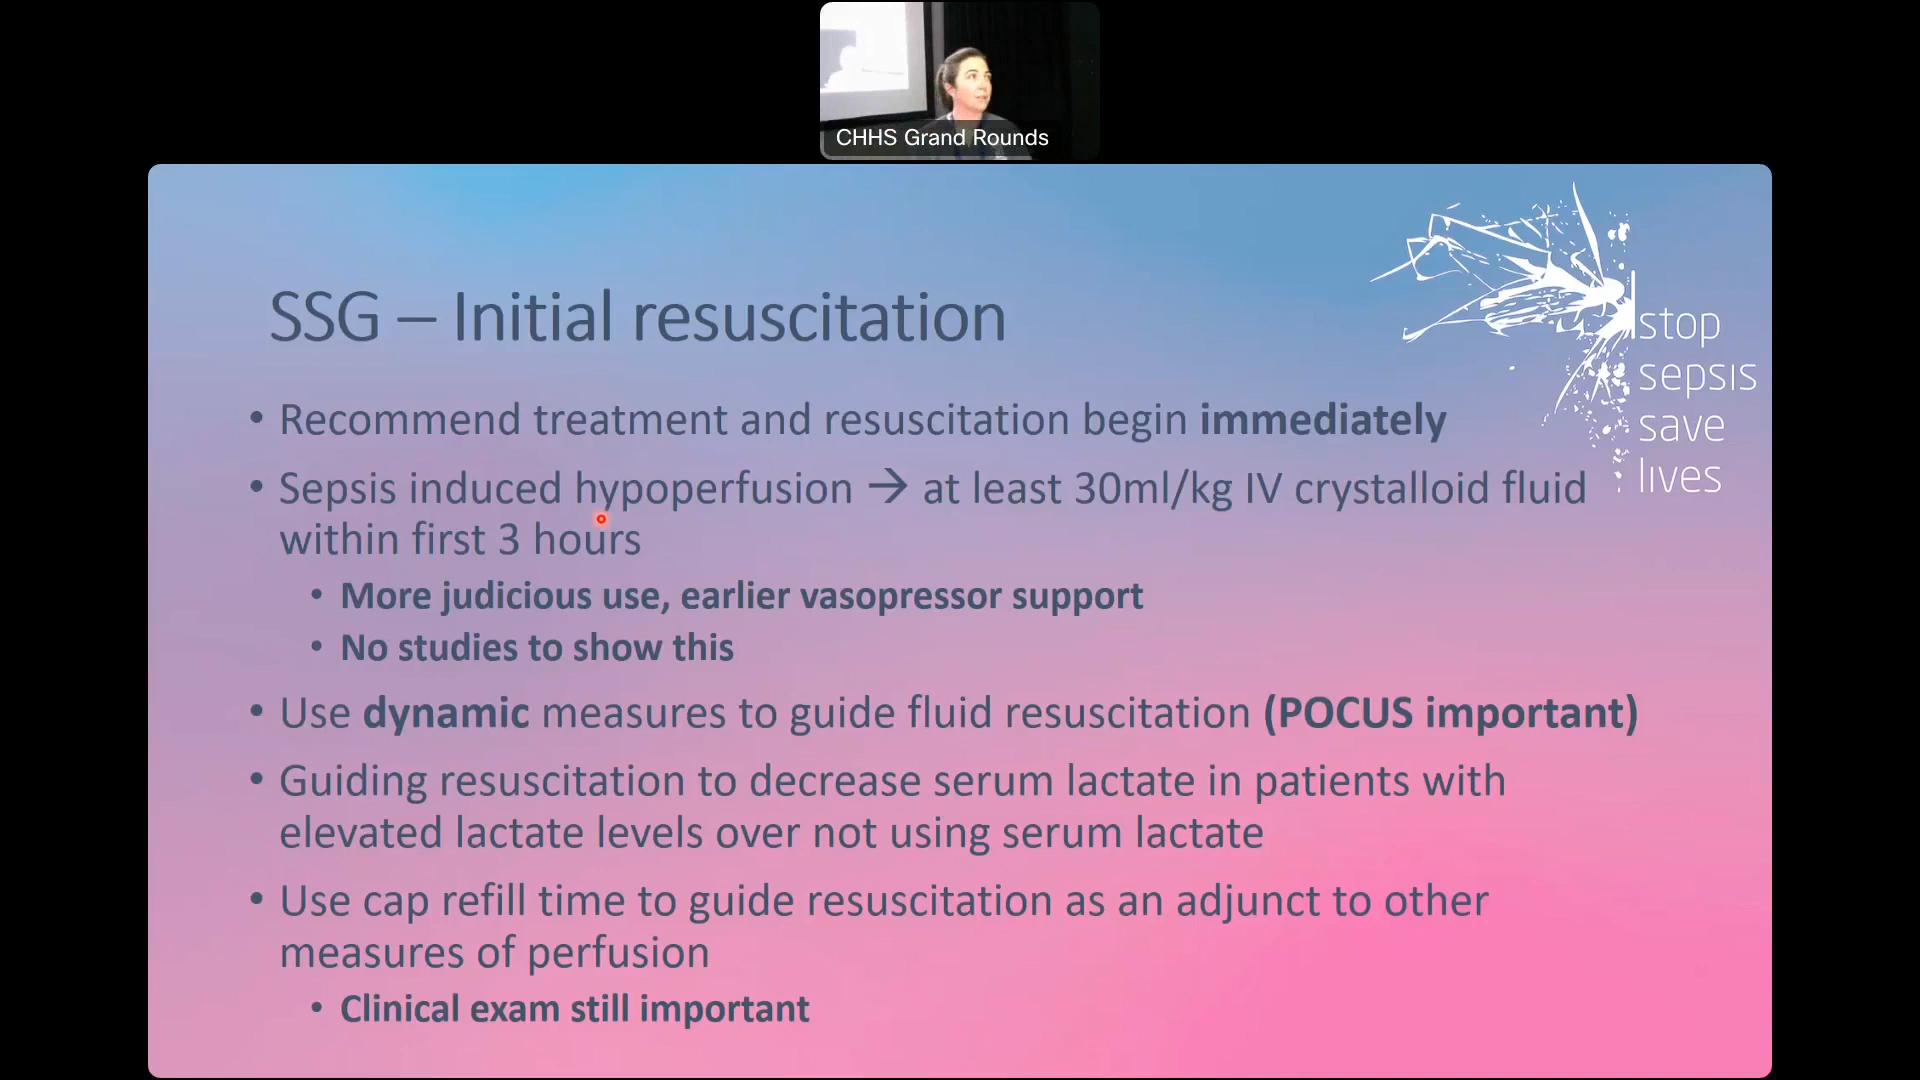 CHHS Grand Rounds
SSG – Initial resuscitation
stop
sepsis
save
lives
• Recommend treatment and resuscitation begin immediately
• Sepsis induced hypoperfusion → at least 30ml/kg IV crystalloid fluid
within first 3 hours
• More judicious use, earlier vasopressor support
• No studies to show this
• Use dynamic measures to guide fluid resuscitation (POCUS important)
• Guiding resuscitation to decrease serum lactate in patients with
elevated lactate levels over not using serum lactate
• Use cap refill time to guide resuscitation as an adjunct to other
measures of perfusion
• Clinical exam still important